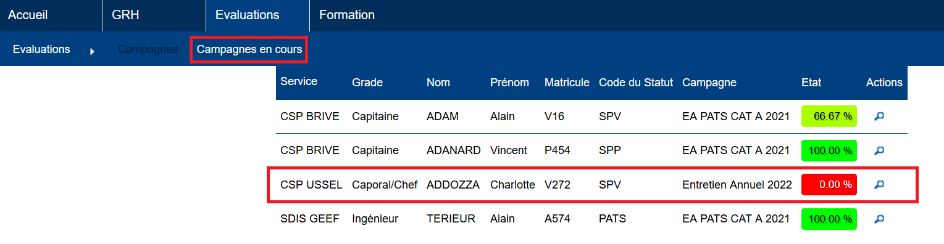 Accueil GRH Evaluations Formation
Evaluations Campagnes Campagnes en cours
Service Grade Nom Prénom Matricule Code du Statut Campagne Etat Actions
CSP BRIVE Capitaine ADAM Alain V16 SPV EA PATS CAT A 2021 66.67 %
CSP BRIVE Capitaine ADANARD Vincent P454 SPP EA PATS CAT A 2021 100.00 %
CSP USSEL Caporal/Chef ADDOZZA Charlotte V272 SPV Entretien Annuel 2022 0.00 %
SDIS GEEF Ingénieur TERIEUR Alain A574 PATS EA PATS CAT A 2021 100.00 %